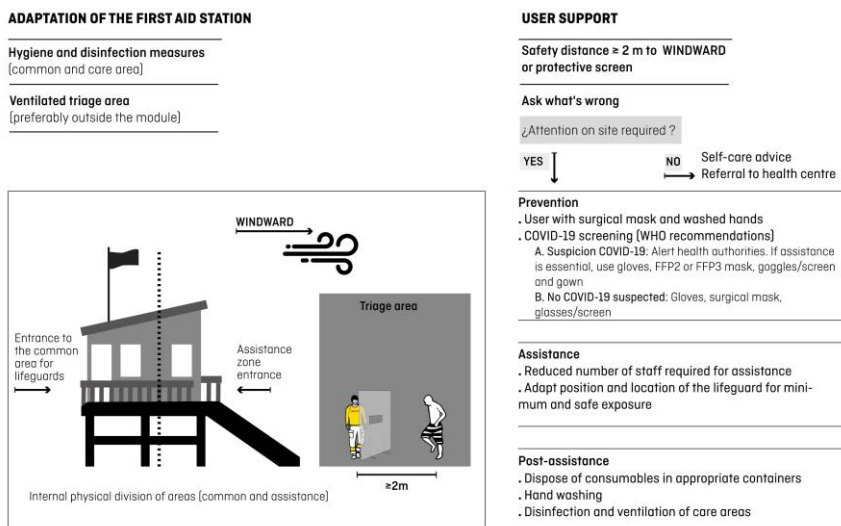 ADAPTATION OF THE FIRST AID STATION
Hygiene and disinfection measures
(common and care area)
Ventilated triage area
(preferably outside the module)
WINDWARD
Triage area
Entrance to
the common
area for
lifeguards
Assistance
zone
entrance
≥2m
Internal physical division of areas (common and assistance)
USER SUPPORT
Safety distance ≥ 2 m to WINDWARD
or protective screen
Ask what's wrong
¿Attention on site required ?
YES
NO
Self-care advice
Referral to health centre
Prevention
. User with surgical mask and washed hands
. COVID-19 screening (WHO recommendations)
A. Suspicion COVID-19: Alert health authorities. If assistance
is essential, use gloves, FFP2 or FFP3 mask, goggles/screen
and gown
B. No COVID-19 suspected: Gloves, surgical mask,
glasses/screen
Assistance
. Reduced number of staff required for assistance
. Adapt position and location of the lifeguard for mini-
mum and safe exposure
Post-assistance
. Dispose of consumables in appropriate containers
. Hand washing
. Disinfection and ventilation of care areas